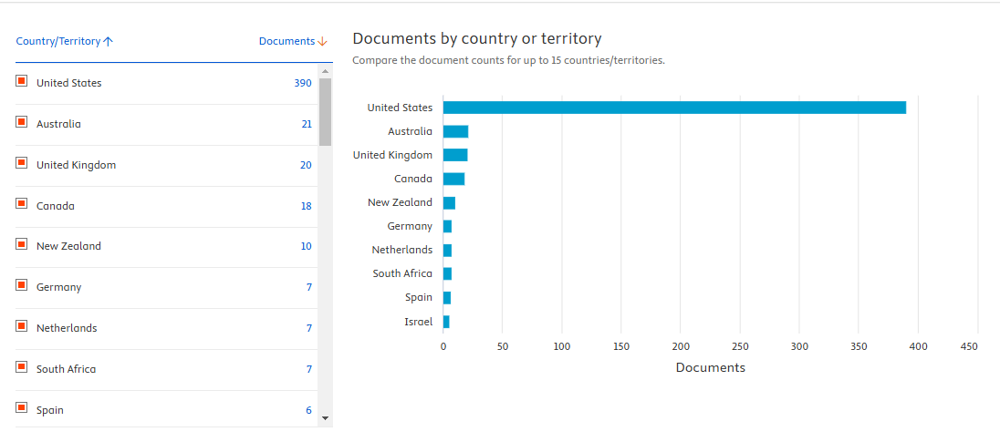 Country/Territory Documents
United States 390
Australia 21
United Kingdom 20
Canada 18
New Zealand 10
Germany 7
Netherlands 7
South Africa 7
Spain 6
Documents by country or territory
Compare the document counts for up to 15 countries/territories.
United States
Australia
United Kingdom
Canada
New Zealand
Germany
Netherlands
South Africa
Spain
Israel
0 50 100 150 200 250 300 350 400 450
Documents